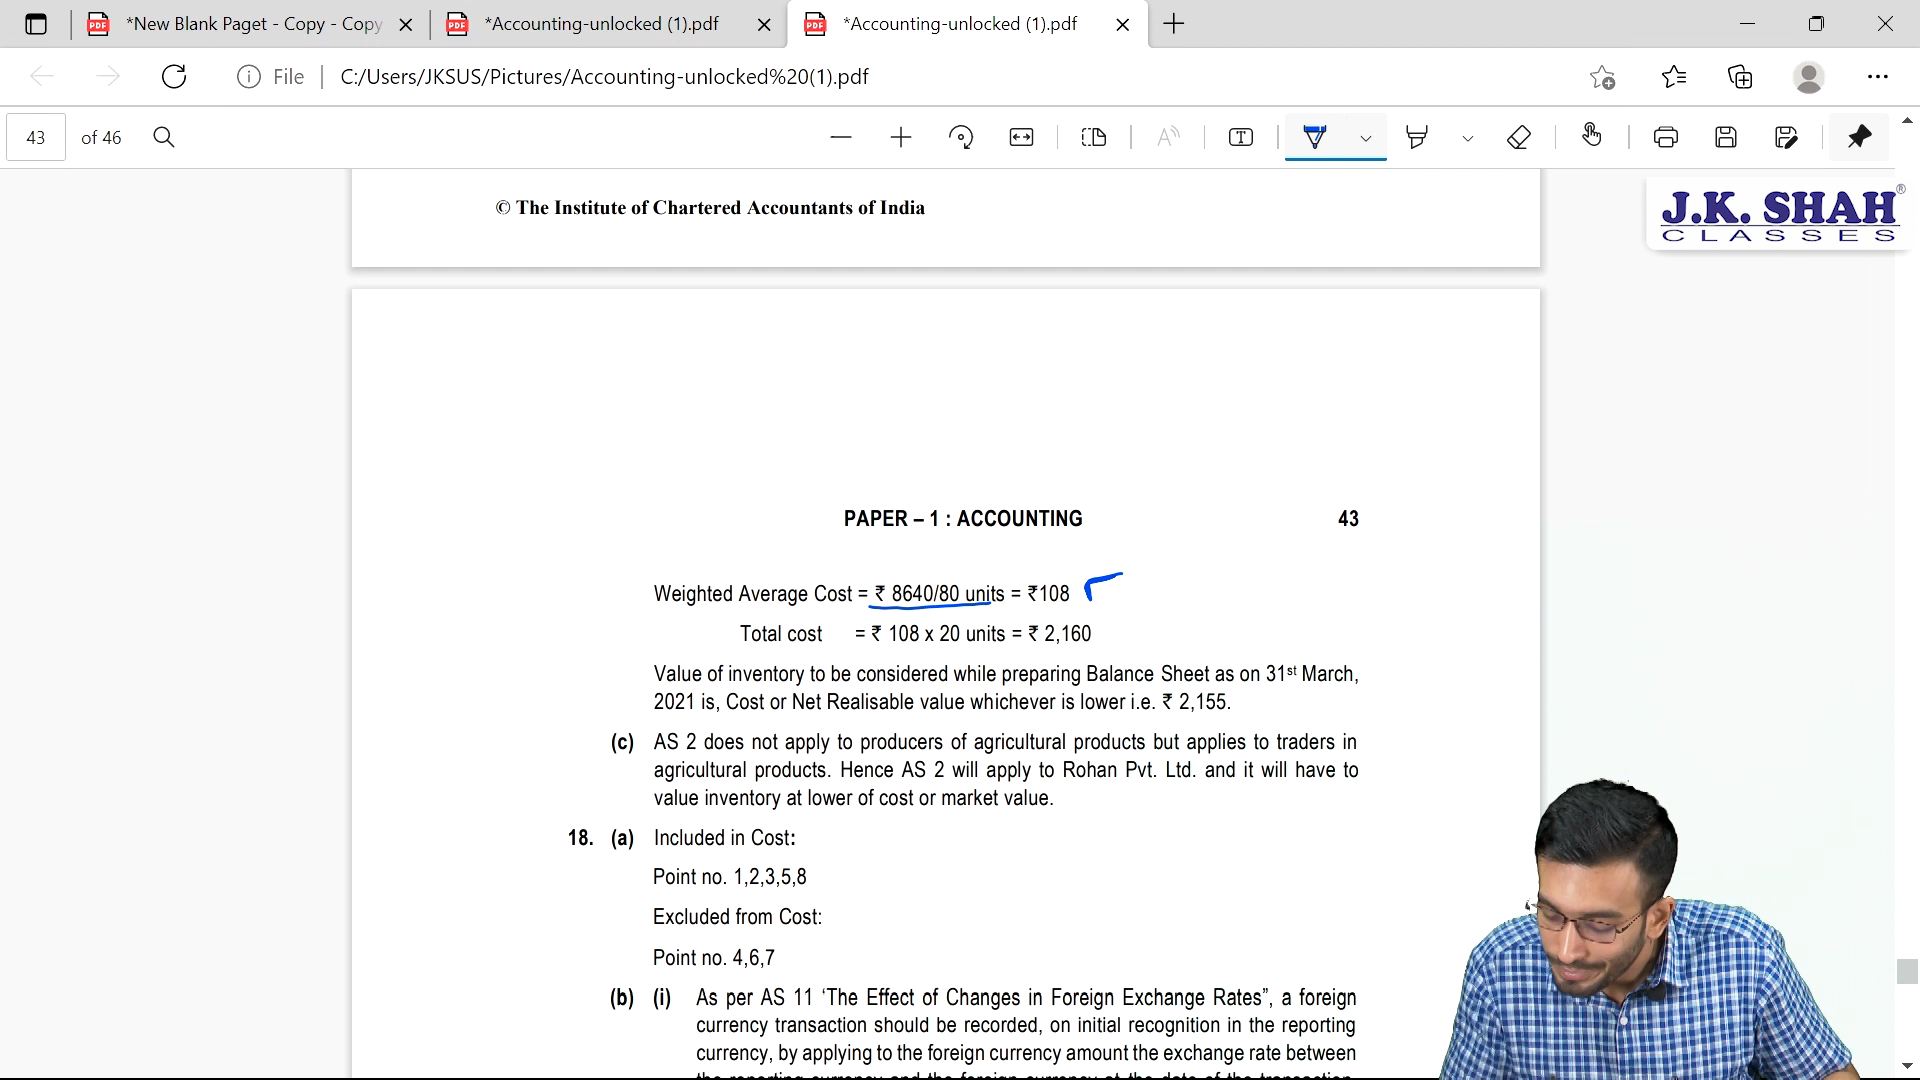 *New Blank Paget - Copy - Copy
*Accounting-unlocked (1).pdf
*Accounting-unlocked (1).pdf
File
C:/Users/JKSUS/Pictures/Accounting-unlocked%20(1).pdf
43 of 46
© The Institute of Chartered Accountants of India
J.K. SHAH®
CLASSES
PAPER – 1 : ACCOUNTING 43
Weighted Average Cost = ₹ 8640/80 units = ₹108
Total cost = ₹ 108 x 20 units = ₹ 2,160
Value of inventory to be considered while preparing Balance Sheet as on 31st March,
2021 is, Cost or Net Realisable value whichever is lower i.e. ₹ 2,155.
(c) AS 2 does not apply to producers of agricultural products but applies to traders in
agricultural products. Hence AS 2 will apply to Rohan Pvt. Ltd. and it will have to
value inventory at lower of cost or market value.
18. (a) Included in Cost:
Point no. 1,2,3,5,8
Excluded from Cost:
Point no. 4,6,7
(b) (i) As per AS 11 ‘The Effect of Changes in Foreign Exchange Rates”, a foreign
currency transaction should be recorded, on initial recognition in the reporting
currency, by applying to the foreign currency amount the exchange rate between